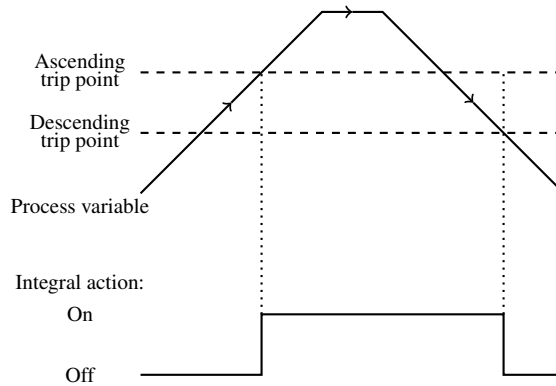 Ascending
trip point
Descending
trip point
Process variable
Integral action:
On
Off